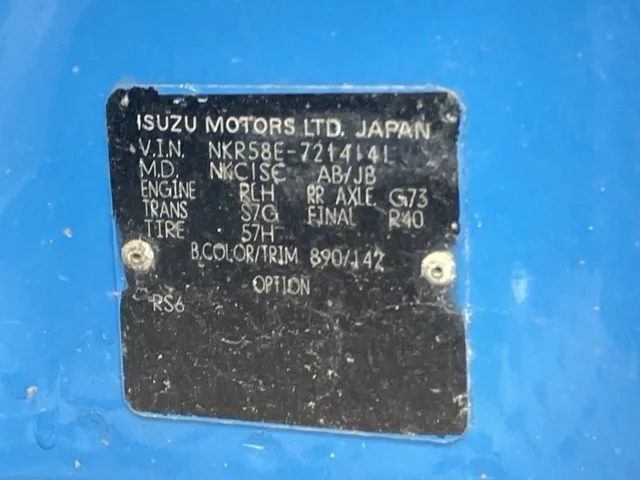 ISUZU MOTORS LTD. JAPAN
V.I.N. NKR58E-7214141
M.D. NKC1SC AB/JB
ENGINE RLH RR AXLE G73
TRANS S7G FINAL R40
TIRE 57H
B.COLOR/TRIM 890/142
OPTION
RS6